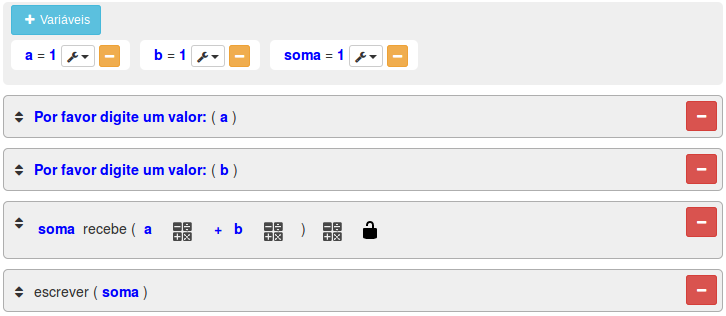 + Variáveis
a = 1 b = 1 soma = 1
Por favor digite um valor: ( a )
Por favor digite um valor: ( b )
soma recebe ( a + b )
escrever ( soma )